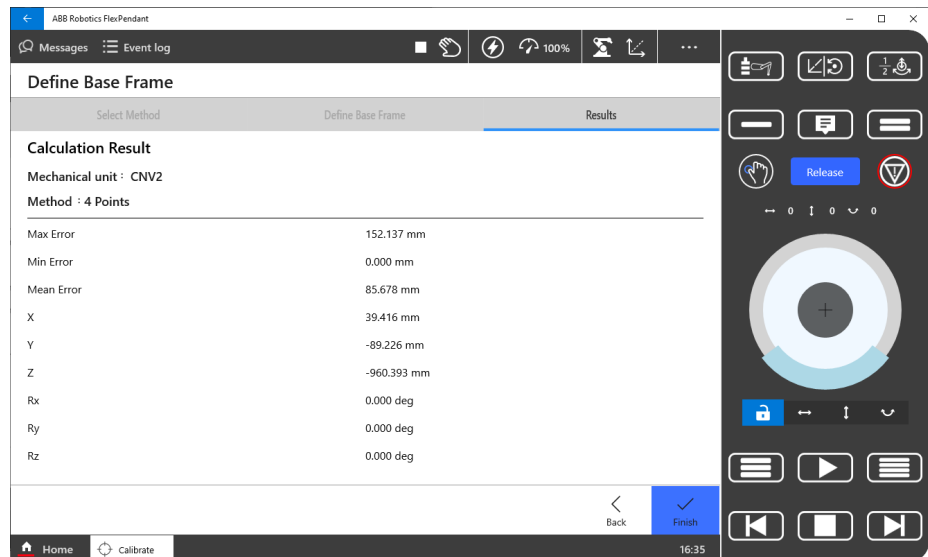 ABB Robotics FlexPendant
Messages Event log 100% ...
Define Base Frame
Select Method Define Base Frame Results
Calculation Result
Mechanical unit : CNV2
Method : 4 Points
Max Error 152.137 mm
Min Error 0.000 mm
Mean Error 85.678 mm
X 39.416 mm
Y -89.226 mm
Z -960.393 mm
Rx 0.000 deg
Ry 0.000 deg
Rz 0.000 deg
Back Finish
Home Calibrate 16:35
1/2
Release
0 0 0